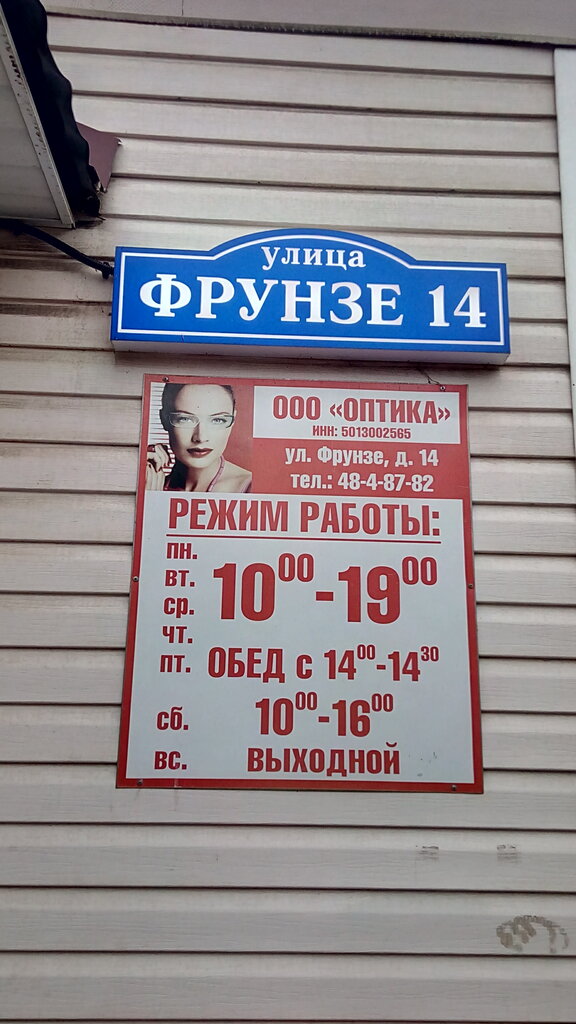 улица
ФРУНЗЕ 14
ООО «ОПТИКА»
ИНН: 5013002565
ул. Фрунзе, д. 14
тел.: 48-4-87-82
РЕЖИМ РАБОТЫ:
пн.
вт. 10⁰⁰-19⁰⁰
ср.
чт.
пт. ОБЕД с 14⁰⁰-14³⁰
сб. 10⁰⁰-16⁰⁰
вс. ВЫХОДНОЙ